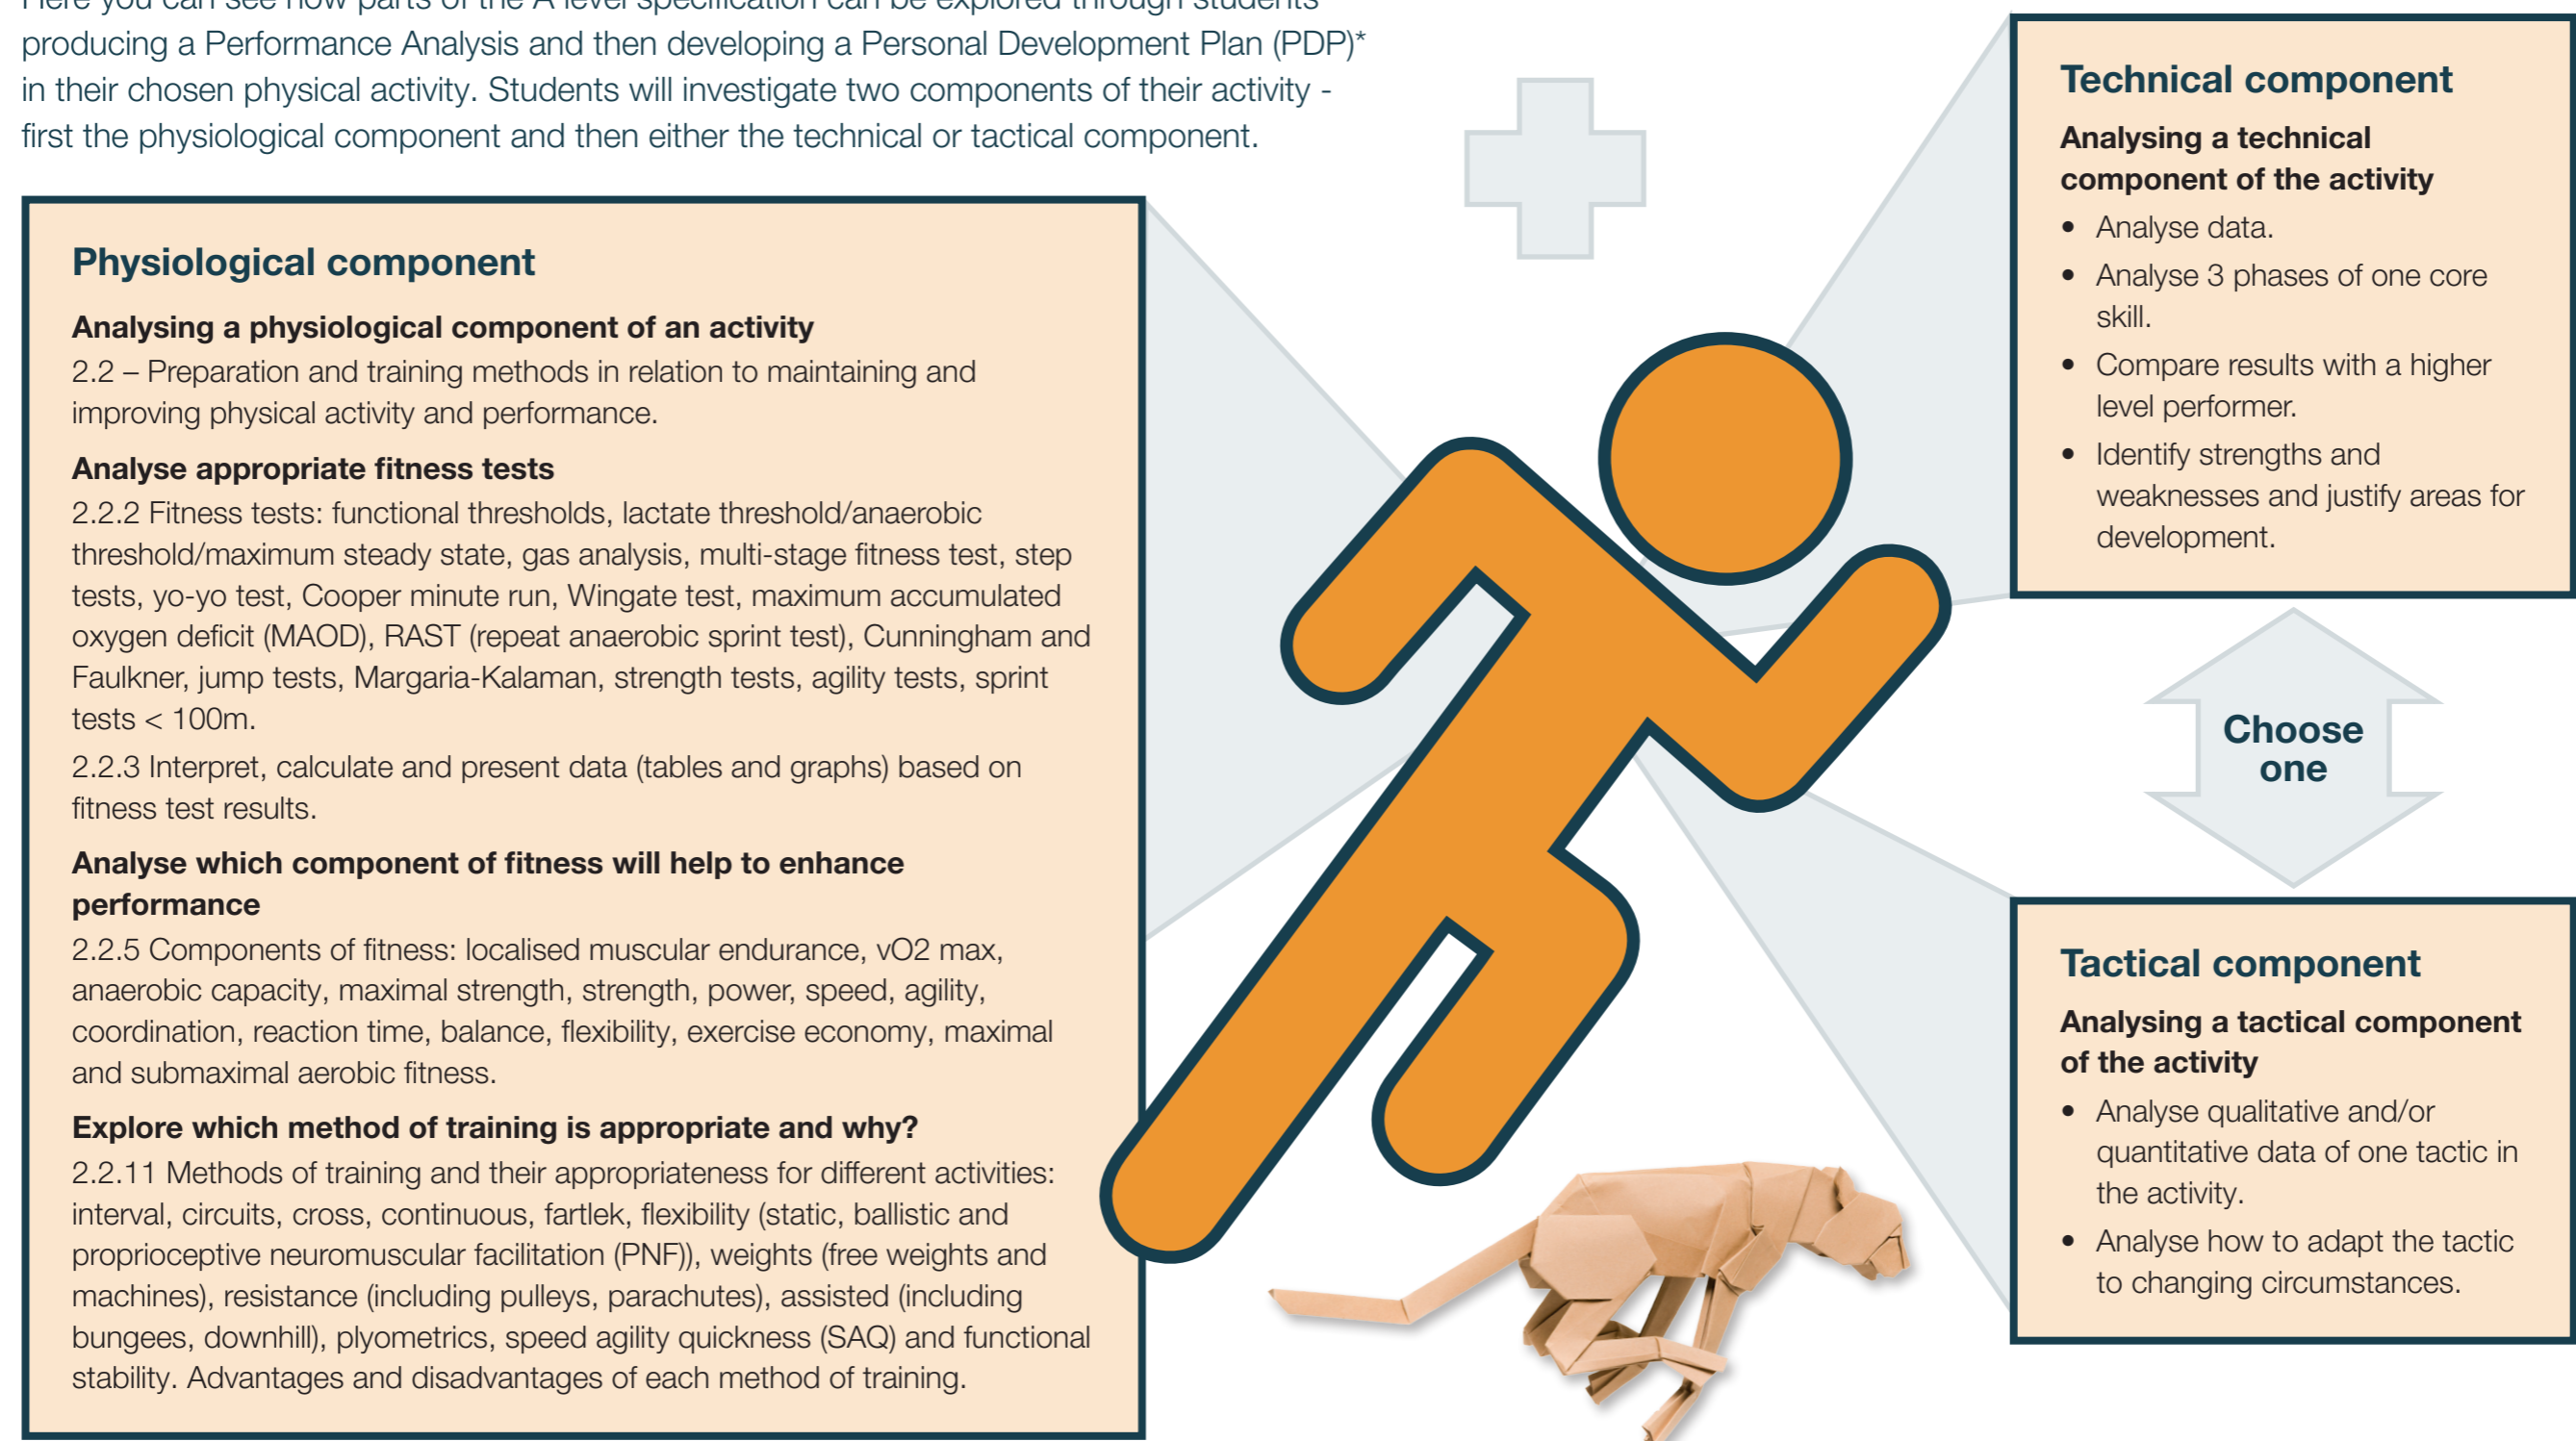 Here you can see how parts of the A level specification can be explored through students
producing a Performance Analysis and then developing a Personal Development Plan (PDP)*
in their chosen physical activity. Students will investigate two components of their activity -
first the physiological component and then either the technical or tactical component.
Physiological component
Analysing a physiological component of an activity
2.2 – Preparation and training methods in relation to maintaining and
improving physical activity and performance.
Analyse appropriate fitness tests
2.2.2 Fitness tests: functional thresholds, lactate threshold/anaerobic
threshold/maximum steady state, gas analysis, multi-stage fitness test, step
tests, yo-yo test, Cooper minute run, Wingate test, maximum accumulated
oxygen deficit (MAOD), RAST (repeat anaerobic sprint test), Cunningham and
Faulkner, jump tests, Margaria-Kalaman, strength tests, agility tests, sprint
tests < 100m.
2.2.3 Interpret, calculate and present data (tables and graphs) based on
fitness test results.
Analyse which component of fitness will help to enhance
performance
2.2.5 Components of fitness: localised muscular endurance, vO2 max,
anaerobic capacity, maximal strength, strength, power, speed, agility,
coordination, reaction time, balance, flexibility, exercise economy, maximal
and submaximal aerobic fitness.
Explore which method of training is appropriate and why?
2.2.11 Methods of training and their appropriateness for different activities:
interval, circuits, cross, continuous, fartlek, flexibility (static, ballistic and
proprioceptive neuromuscular facilitation (PNF)), weights (free weights and
machines), resistance (including pulleys, parachutes), assisted (including
bungees, downhill), plyometrics, speed agility quickness (SAQ) and functional
stability. Advantages and disadvantages of each method of training.
Technical component
Analysing a technical
component of the activity
• Analyse data.
• Analyse 3 phases of one core
skill.
• Compare results with a higher
level performer.
• Identify strengths and
weaknesses and justify areas for
development.
Choose
one
Tactical component
Analysing a tactical component
of the activity
• Analyse qualitative and/or
quantitative data of one tactic in
the activity.
• Analyse how to adapt the tactic
to changing circumstances.